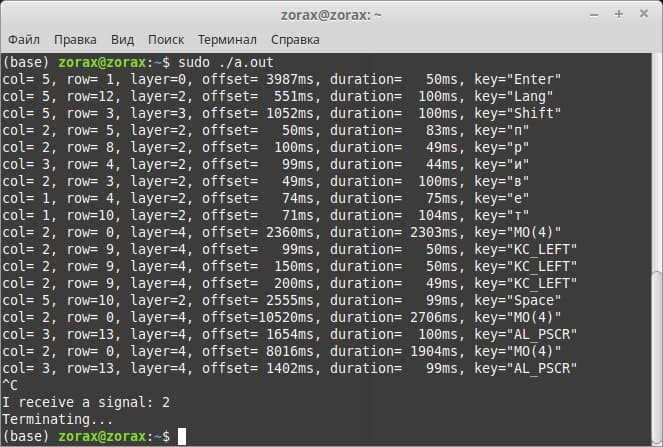 zorax@zorax: ~
Файл Правка Вид Поиск Терминал Справка
(base) zorax@zorax:~$ sudo ./a.out
col= 5, row= 1, layer=0, offset= 3987ms, duration=   50ms, key="Enter"
col= 5, row=12, layer=2, offset=  551ms, duration=  100ms, key="Lang"
col= 5, row= 3, layer=3, offset= 1052ms, duration=  100ms, key="Shift"
col= 2, row= 5, layer=2, offset=   50ms, duration=   83ms, key="п"
col= 2, row= 8, layer=2, offset=  100ms, duration=   49ms, key="р"
col= 3, row= 4, layer=2, offset=   99ms, duration=   44ms, key="и"
col= 2, row= 3, layer=2, offset=   49ms, duration=  100ms, key="в"
col= 1, row= 4, layer=2, offset=   74ms, duration=   75ms, key="е"
col= 1, row=10, layer=2, offset=   71ms, duration=  104ms, key="т"
col= 2, row= 0, layer=4, offset= 2360ms, duration= 2303ms, key="MO(4)"
col= 2, row= 9, layer=4, offset=   99ms, duration=   50ms, key="KC_LEFT"
col= 2, row= 9, layer=4, offset=  150ms, duration=   50ms, key="KC_LEFT"
col= 2, row= 9, layer=4, offset=  200ms, duration=   49ms, key="KC_LEFT"
col= 5, row=10, layer=2, offset= 2555ms, duration=   99ms, key="Space"
col= 2, row= 0, layer=4, offset=10520ms, duration= 2706ms, key="MO(4)"
col= 3, row=13, layer=4, offset= 1654ms, duration=  100ms, key="AL_PSCR"
col= 2, row= 0, layer=4, offset= 8016ms, duration= 1904ms, key="MO(4)"
col= 3, row=13, layer=4, offset= 1402ms, duration=   99ms, key="AL_PSCR"
^C
I receive a signal: 2
Terminating...
(base) zorax@zorax:~$